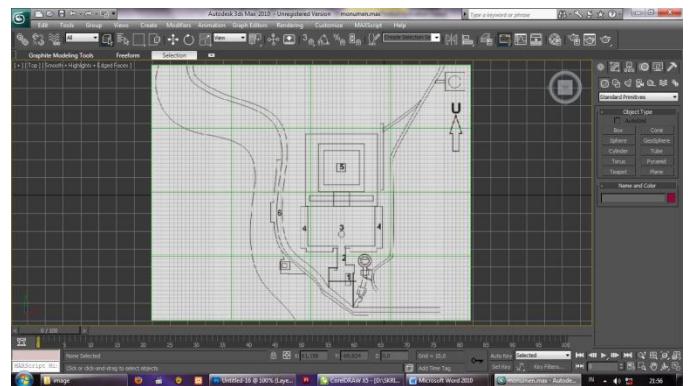 Autodesk 3ds Max 2010 - Unregistered Version monumen.max
Type a keyword or phrase
Edit Tools Group Views Create Modifiers Animation Graph Editors Rendering Customize MAXScript Help
All
View
Create Selection Se
Graphite Modeling Tools Freeform Selection
[ + ] [ Top ] [ Smooth + Highlights + Edged Faces ]
Standard Primitives
Object Type
AutoGrid
Box Cone
Sphere GeoSphere
Cylinder Tube
Torus Pyramid
Teapot Plane
Name and Color
U
5
6
4 3 4
2
1
0 / 100
None Selected
Grid = 10,0
Auto Key Selected
MAXScript Mi
Click or click-and-drag to select objects
Add Time Tag
Set Key Key Filters...
image
Untitled-16 @ 100% (Laye...
CorelDRAW X5 - [D:\SKRI...
Microsoft Word 2010
monumen.max - Autode...
21:56